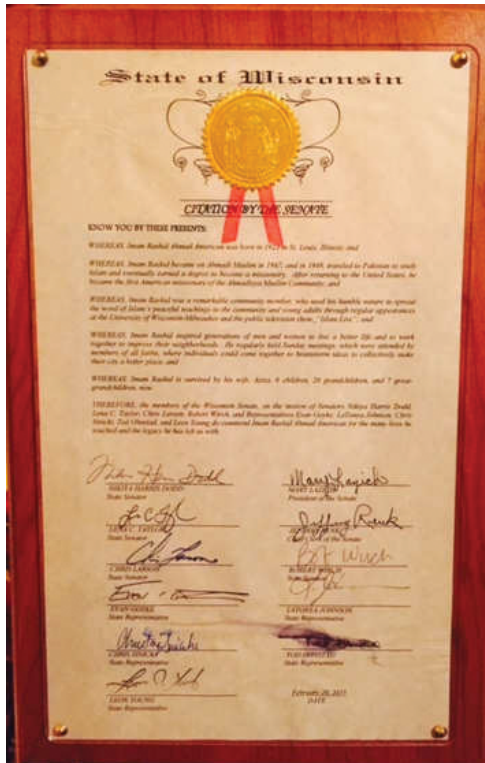 State of Wisconsin
CITATION BY THE SENATE
KNOW YOU BY THESE PRESENTS:
WHEREAS, Imam Rashid Ahmad American was born in 1923 in St. Louis, Illinois; and
WHEREAS, Imam Rashid became an Ahmadi Muslim in 1947, and in 1949, traveled to Pakistan to study
Islam and eventually earned a degree to become a missionary. After returning to the United States, he
became the first American missionary of the Ahmadiyya Muslim Community; and
WHEREAS, Imam Rashid was a remarkable community member, who used his humble nature to spread
the word of Islam's peaceful teachings to the community and young adults through regular appearances
at the University of Wisconsin-Milwaukee and the public television show, "Islam Live"; and
WHEREAS, Imam Rashid inspired generations of men and women to live a better life and to work
together to improve their neighborhoods. He regularly held Sunday meetings, which were attended by
members of all faiths, where individuals could come together to brainstorm ideas to collectively make
their city a better place; and
WHEREAS, Imam Rashid is survived by his wife, Aziza, 6 children, 20 grandchildren, and 7 great-
grandchildren; now
THEREFORE, the members of the Wisconsin Senate, on the motion of Senators Nikiya Harris Dodd,
Lena C. Taylor, Chris Larson, Robert Wirch, and Representatives Evan Goyke, LaTonya Johnson, Chris
Sinicki, Tod Ohnstad, and Leon Young do commend Imam Rashid Ahmad American for the many lives he
touched and the legacy he has left us with.
NIKIYA HARRIS DODD
State Senator
MARY LAZICH
President of the Senate
LENA C. TAYLOR
State Senator
Chief Clerk of the Senate
CHRIS LARSON
State Senator
ROBERT WIRCH
State Senator
EVAN GOYKE
State Representative
LATONYA JOHNSON
State Representative
CHRIS SINICKI
State Representative
TOD OHNSTAD
State Representative
LEON YOUNG
State Representative
February 20, 2015
DATE